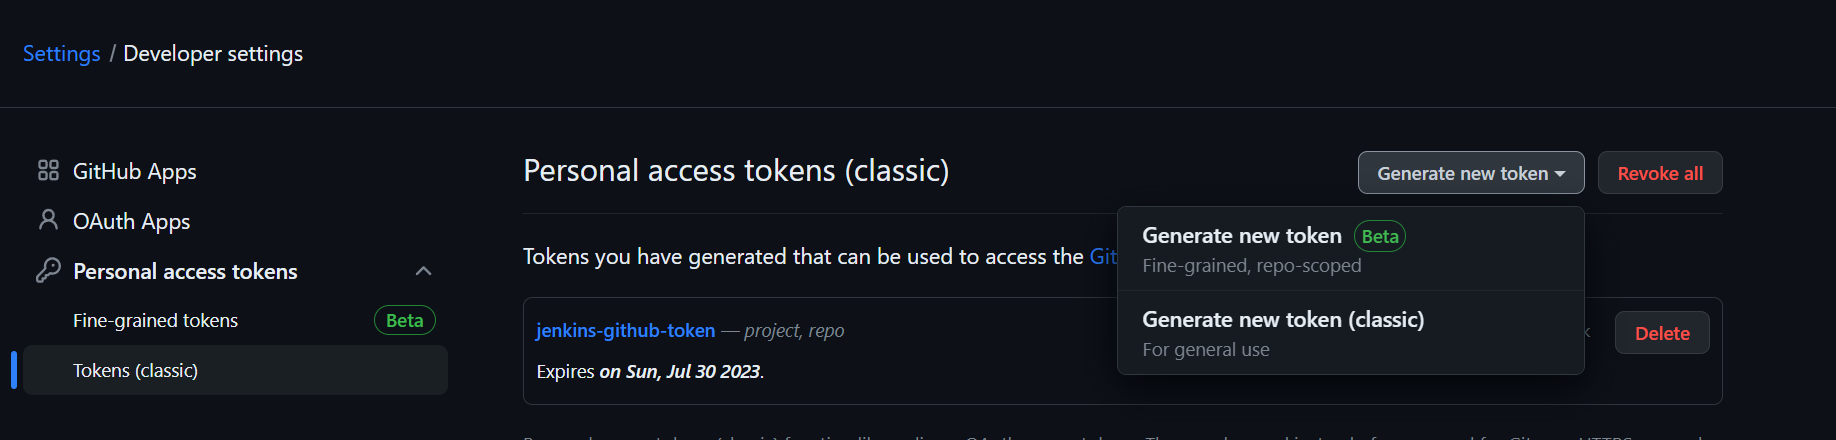 Settings / Developer settings
GitHub Apps
OAuth Apps
Personal access tokens
Fine-grained tokens Beta
Tokens (classic)
Personal access tokens (classic)
Generate new token
Revoke all
Generate new token Beta
Fine-grained, repo-scoped
Generate new token (classic)
For general use
Tokens you have generated that can be used to access the Git
jenkins-github-token — project, repo
Delete
Expires on Sun, Jul 30 2023.